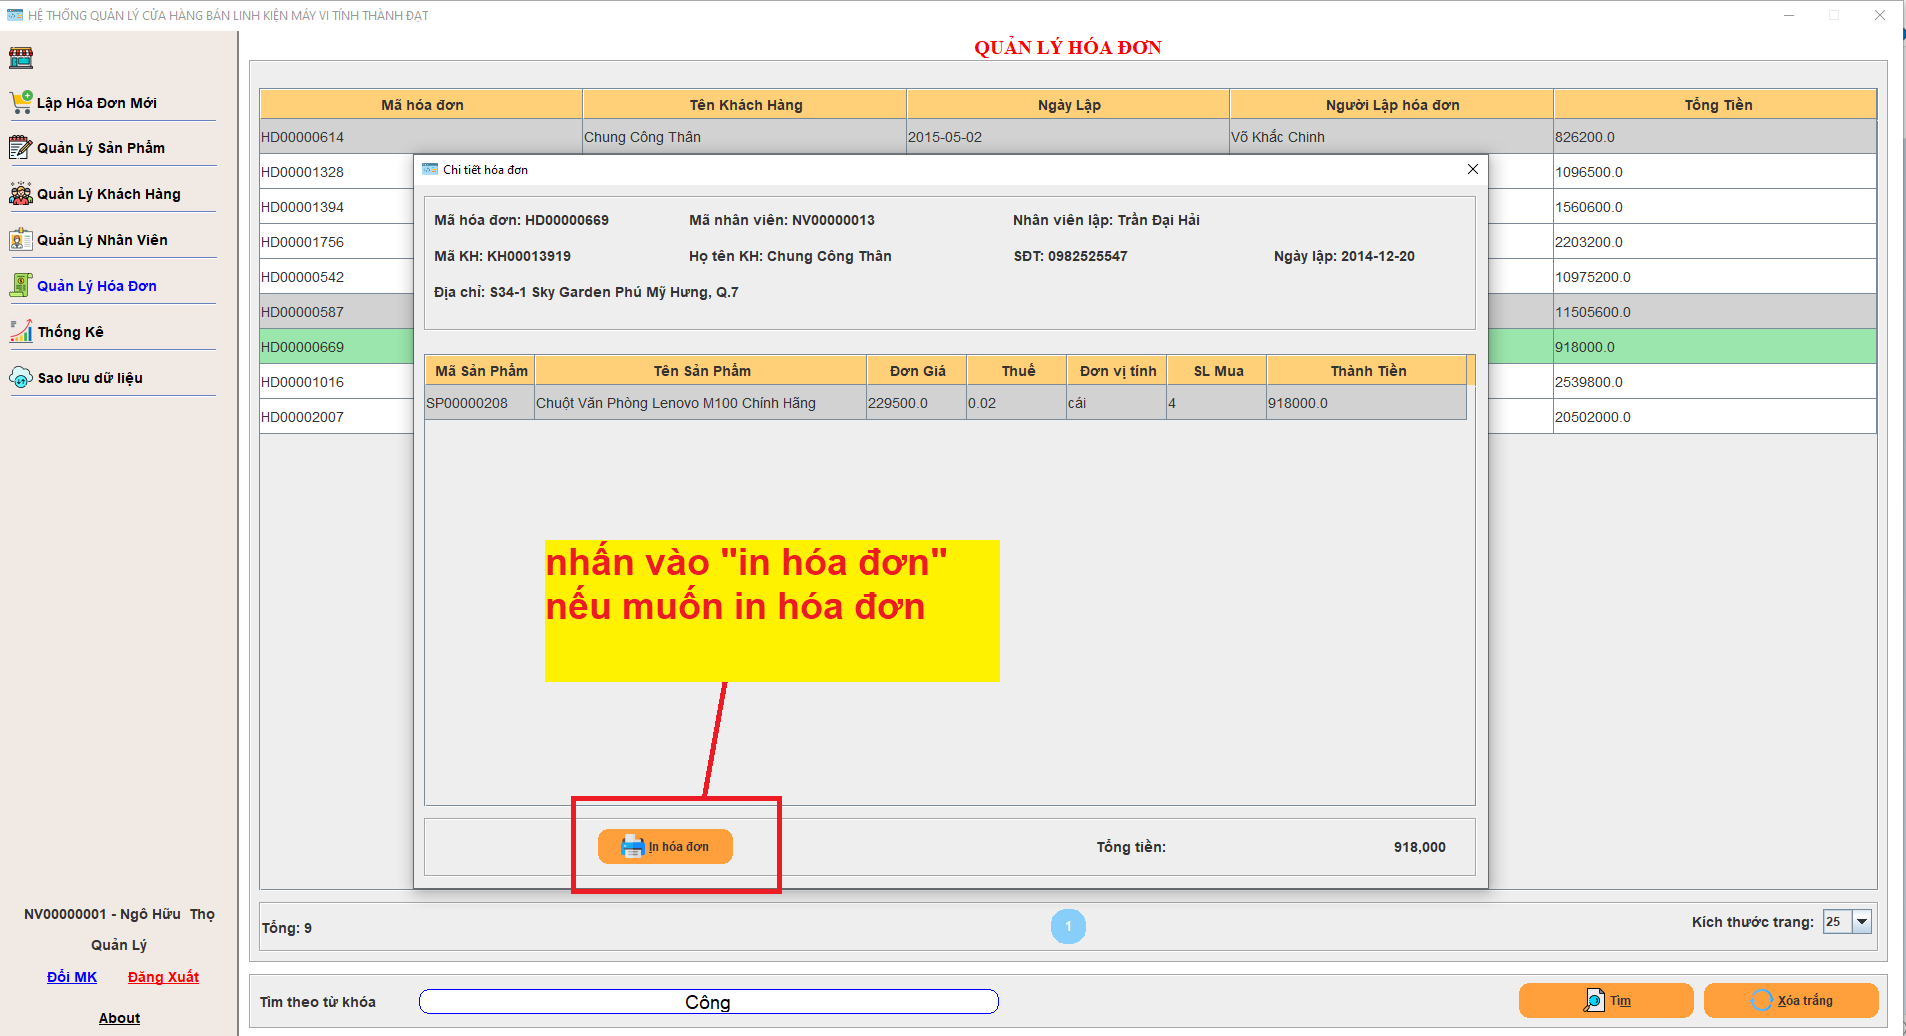 HỆ THỐNG QUẢN LÝ CỬA HÀNG BÁN LINH KIỆN MÁY VI TÍNH THÀNH ĐẠT
Lập Hóa Đơn Mới
Quản Lý Sản Phẩm
Quản Lý Khách Hàng
Quản Lý Nhân Viên
Quản Lý Hóa Đơn
Thống Kê
Sao lưu dữ liệu
NV00000001 - Ngô Hữu Thọ
Quản Lý
Đổi MK Đăng Xuất
About
QUẢN LÝ HÓA ĐƠN
Mã hóa đơn Tên Khách Hàng Ngày Lập Người Lập hóa đơn Tổng Tiền
HD00000614 Chung Công Thân 2015-05-02 Võ Khắc Chinh 826200.0
HD00001328 1096500.0
HD00001394 1560600.0
HD00001756 2203200.0
HD00000542 10975200.0
HD00000587 11505600.0
HD00000669 918000.0
HD00001016 2539800.0
HD00002007 20502000.0
Chi tiết hóa đơn
Mã hóa đơn: HD00000669 Mã nhân viên: NV00000013 Nhân viên lập: Trần Đại Hải
Mã KH: KH00013919 Họ tên KH: Chung Công Thân SĐT: 0982525547 Ngày lập: 2014-12-20
Địa chỉ: S34-1 Sky Garden Phú Mỹ Hưng, Q.7
Mã Sản Phẩm Tên Sản Phẩm Đơn Giá Thuế Đơn vị tính SL Mua Thành Tiền
SP00000208 Chuột Văn Phòng Lenovo M100 Chính Hãng 229500.0 0.02 cái 4 918000.0
nhấn vào "in hóa đơn"
nếu muốn in hóa đơn
In hóa đơn Tổng tiền: 918,000
Tổng: 9 1 Kích thước trang: 25
Tìm theo từ khóa Công Tìm Xóa trắng